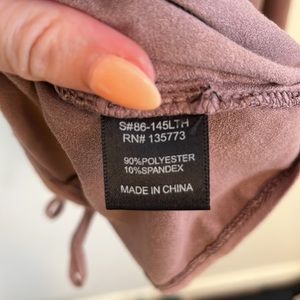 S#86-145LTH
RN# 135773
90%POLYESTER
10%SPANDEX
MADE IN CHINA